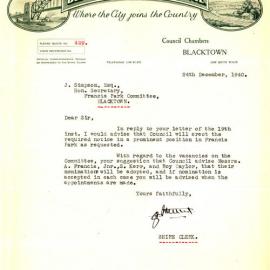 Where the City joins the Country
Council Chambers
BLACKTOWN
24th December, 1940.
J. Simpson, Esq.,
Hon. Secretary,
Francis Park Committee,
BLACKTOWN.
Dear Sir,
In reply to your letter of the 19th
inst. I would advise that Council will erect the
required notice in a prominent position in Francis
Park as requested.
With regard to the vacancies on the
Committee, your suggestion that Council advise Messrs.
A. Francis, Jnr., S. Kero, and Roy Caylor, that their
nomination will be adopted, and if nomination is
accepted in each case you will be advised when the
appointments are made.
Yours faithfully,
SHIRE CLERK.